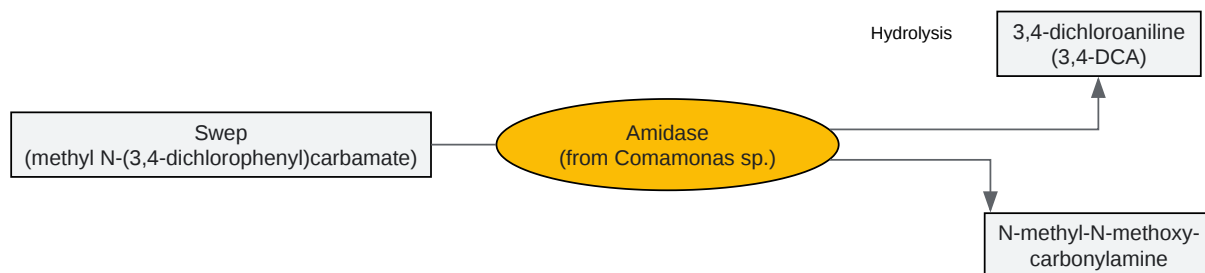 Hydrolysis
3,4-dichloroaniline
(3,4-DCA)
Swep
(methyl N-(3,4-dichlorophenyl)carbamate)
Amidase
(from Comamonas sp.)
N-methyl-N-methoxy-
carbonylamine